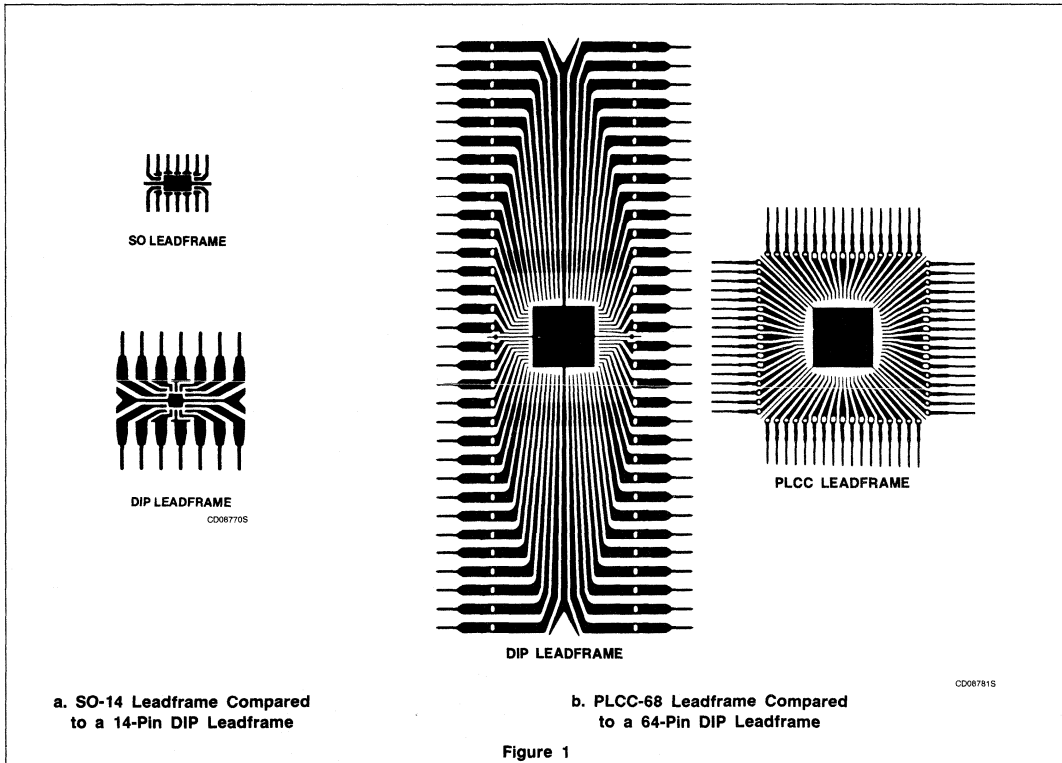 SO LEADFRAME
DIP LEADFRAME
CD08770S
DIP LEADFRAME
PLCC LEADFRAME
CD08781S
a. SO-14 Leadframe Compared
to a 14-Pin DIP Leadframe
b. PLCC-68 Leadframe Compared
to a 64-Pin DIP Leadframe
Figure 1